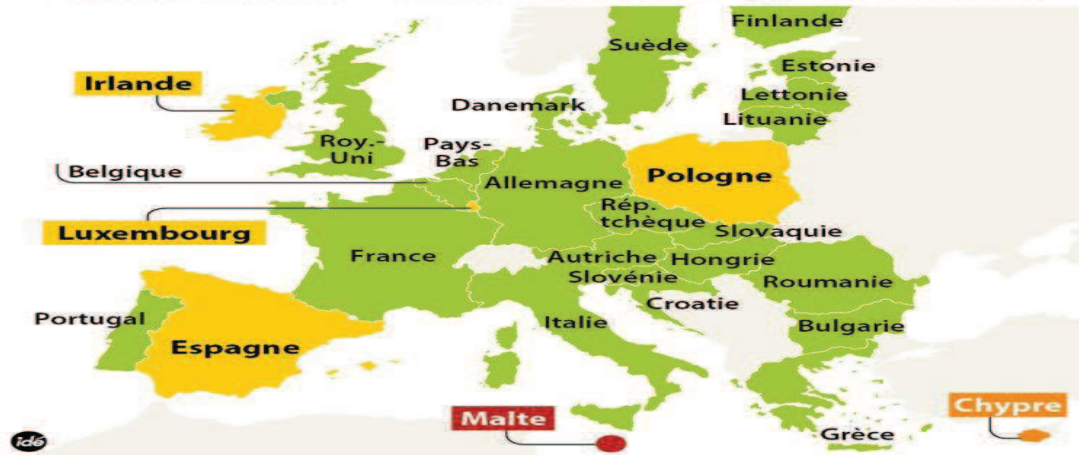 Finlande
Suède
Estonie
Irlande
Lettonie
Danemark
Lituanie
Roy.-
Uni
Pays-
Bas
Belgique
Allemagne
Pologne
Rép.
tchèque
Luxembourg
Slovaquie
France
Autriche
Hongrie
Slovénie
Roumanie
Croatie
Portugal
Italie
Bulgarie
Espagne
Malte
Chypre
Grèce
idé